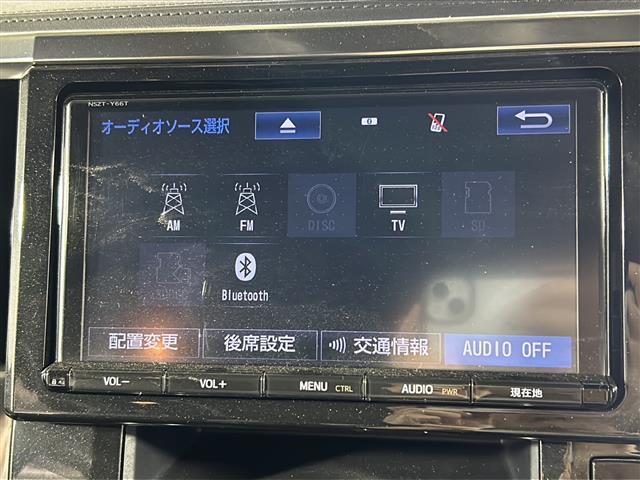 NSZT-Y66T
オーディオソース選択
AM FM DISC TV SD
Bluetooth
配置変更 後席設定 交通情報 AUDIO OFF
VOL− VOL+ MENU CTRL AUDIO PWR 現在地